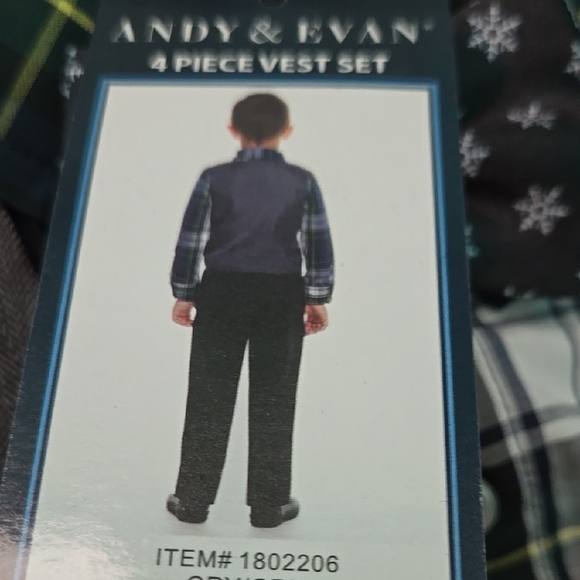 ANDY & EVAN®
4 PIECE VEST SET
ITEM# 1802206